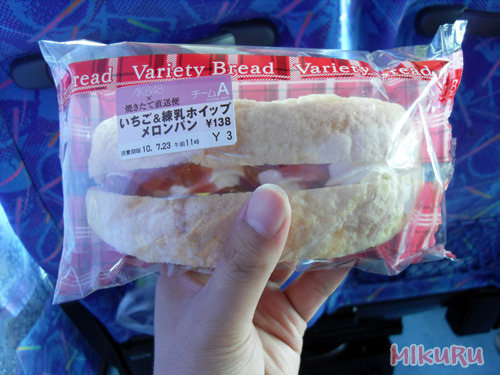 Bread Variety Bread Variety Bread
AKB48 チームA
×
焼きたて直送便
いちご&練乳ホイップ
メロンパン ¥138
消費期限 10. 7.23 午前11時 Y 3
MIKURU